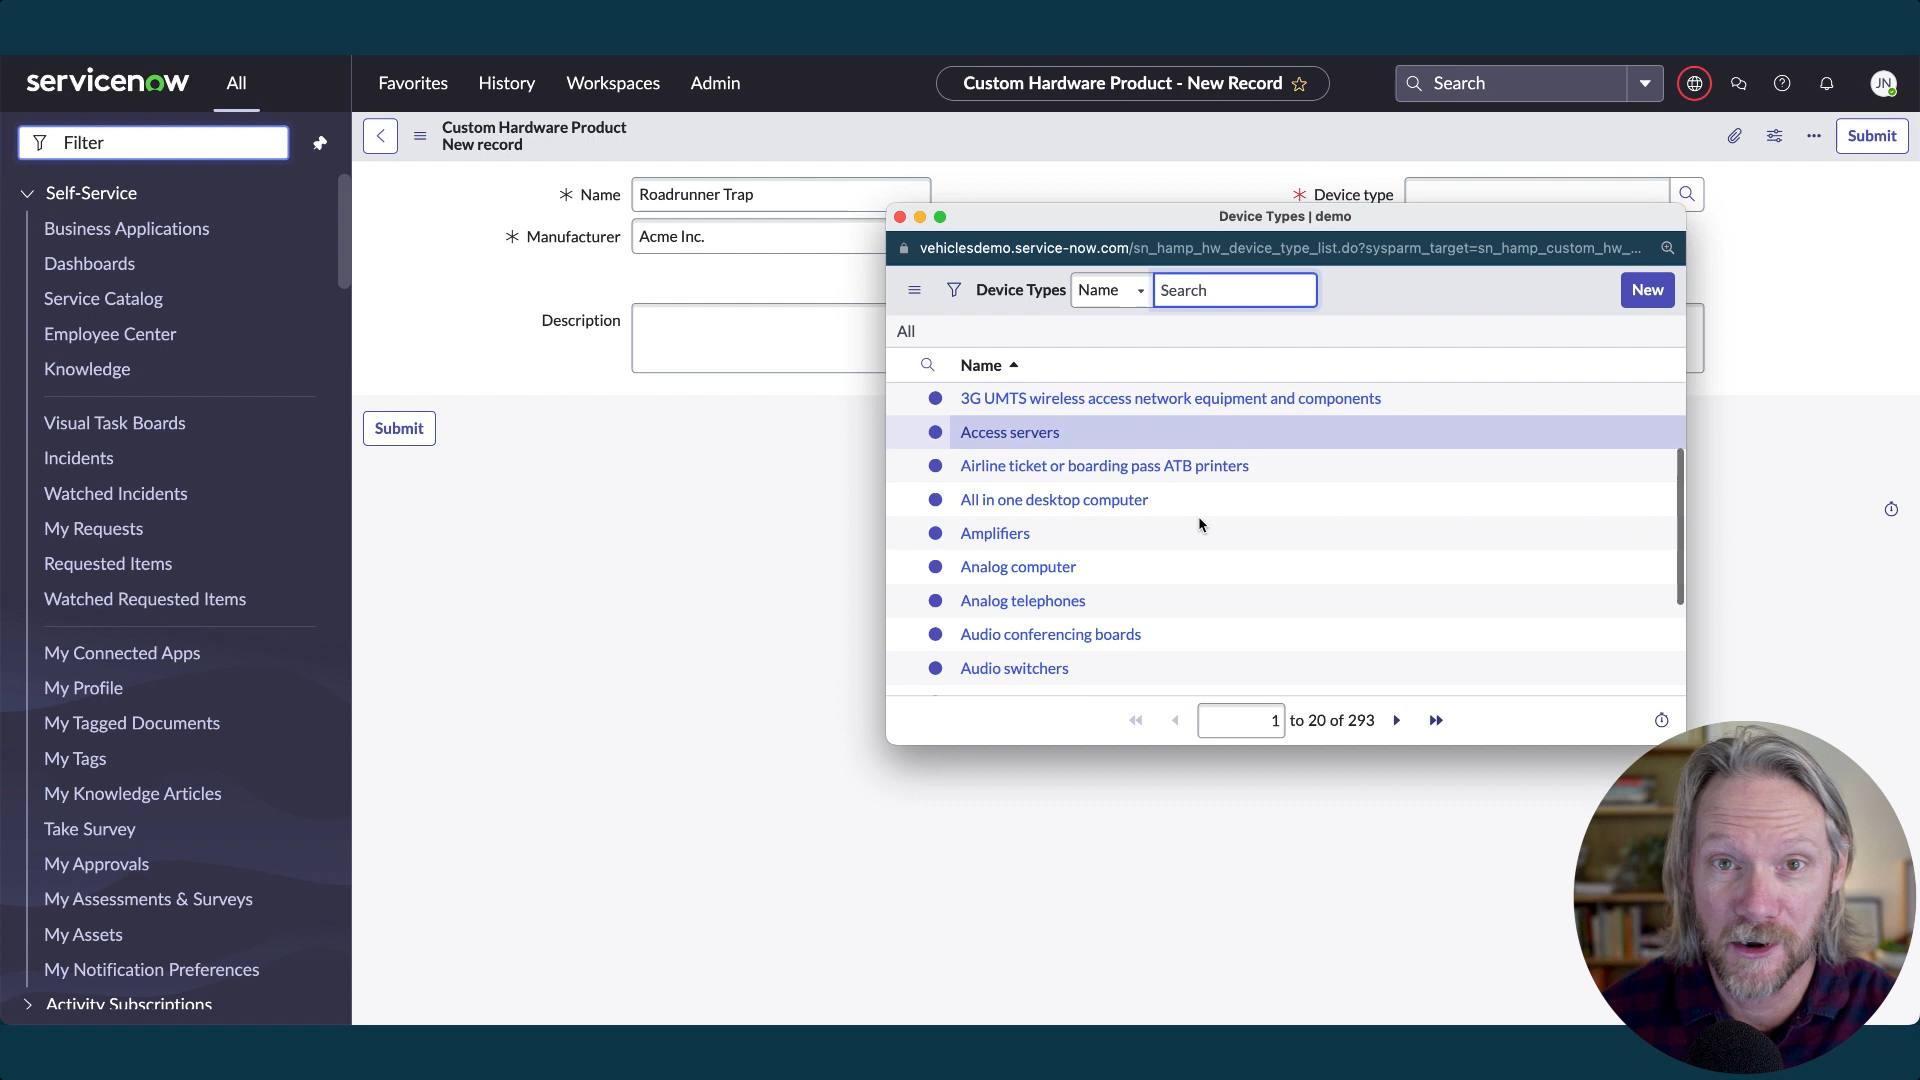 servicenow
All
Favorites
History
Workspaces
Admin
Custom Hardware Product - New Record
Search
JN
Filter
Custom Hardware Product
New record
Submit
Self-Service
Business Applications
Dashboards
Service Catalog
Employee Center
Knowledge
Visual Task Boards
Incidents
Watched Incidents
My Requests
Requested Items
Watched Requested Items
My Connected Apps
My Profile
My Tagged Documents
My Tags
My Knowledge Articles
Take Survey
My Approvals
My Assessments & Surveys
My Assets
My Notification Preferences
Activity Subscriptions
* Name
Roadrunner Trap
* Device type
* Manufacturer
Acme Inc.
Description
Submit
Device Types | demo
vehiclesdemo.service-now.com/sn_hamp_hw_device_type_list.do?sysparm_target=sn_hamp_custom_hw_...
Device Types
Name
Search
New
All
Name
3G UMTS wireless access network equipment and components
Access servers
Airline ticket or boarding pass ATB printers
All in one desktop computer
Amplifiers
Analog computer
Analog telephones
Audio conferencing boards
Audio switchers
1 to 20 of 293